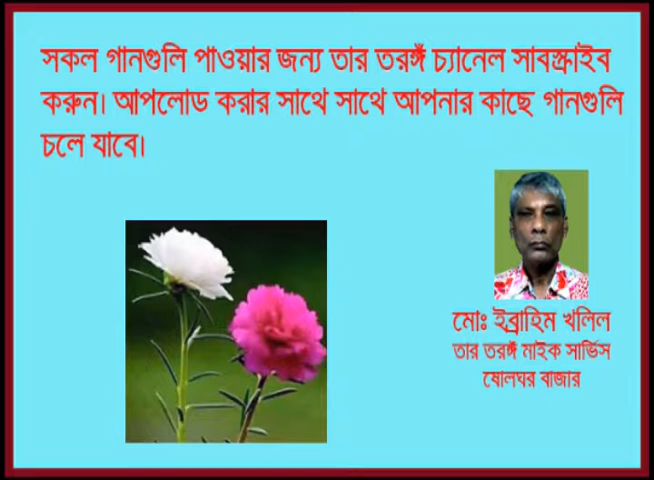 সকল গানগুলি পাওয়ার জন্য তার তরঙ্গঁ চ্যানেল সাবস্ক্রাইব
করুন। আপলোড করার সাথে সাথে আপনার কাছে গানগুলি
চলে যাবে।
মোঃ ইব্রাহিম খলিল
তার তরঙ্গঁ মাইক সার্ভিস
ষোলঘর বাজার